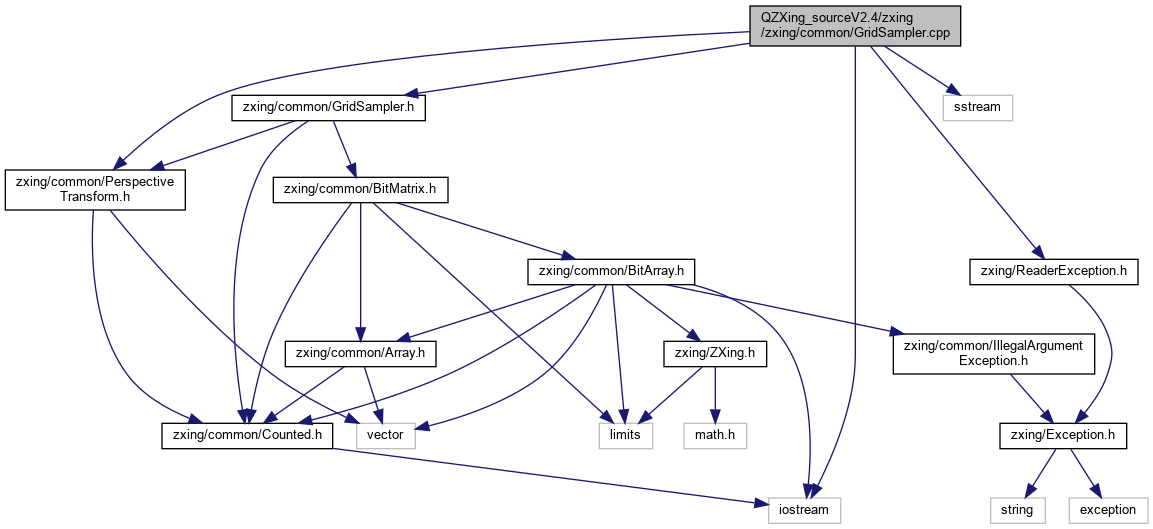 QZXing_sourceV2.4/zxing
/zxing/common/GridSampler.cpp
zxing/common/GridSampler.h
sstream
zxing/common/Perspective
Transform.h
zxing/common/BitMatrix.h
zxing/common/BitArray.h
zxing/ReaderException.h
zxing/common/Array.h
zxing/ZXing.h
zxing/common/IllegalArgument
Exception.h
zxing/common/Counted.h
vector
limits
math.h
zxing/Exception.h
iostream
string
exception